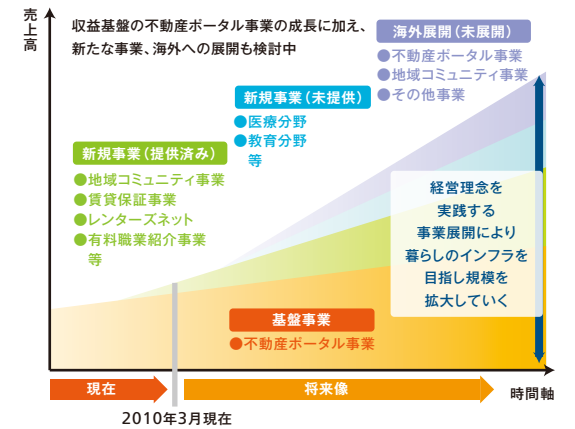 売上高
収益基盤の不動産ポータル事業の成長に加え、
新たな事業、海外への展開も検討中
海外展開(未展開)
●不動産ポータル事業
●地域コミュニティ事業
●その他事業
新規事業(未提供)
●医療分野
●教育分野
等
新規事業(提供済み)
●地域コミュニティ事業
●賃貸保証事業
●レンターズネット
●有料職業紹介事業
等
経営理念を
実践する
事業展開により
暮らしのインフラを
目指し規模を
拡大していく
基盤事業
●不動産ポータル事業
現在
将来像
時間軸
2010年3月現在